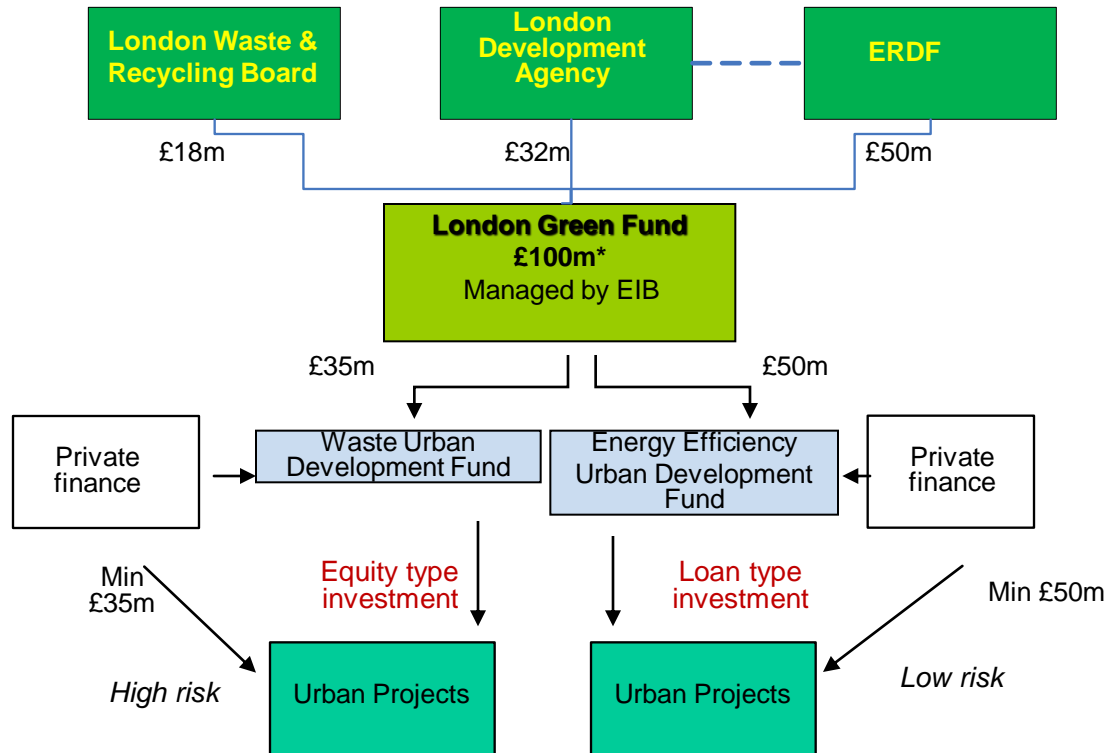 London Waste &
Recycling Board
London
Development
Agency
ERDF
£18m
£32m
£50m
London Green Fund
£100m*
Managed by EIB
£35m
£50m
Private
finance
Waste Urban
Development Fund
Energy Efficiency
Urban Development
Fund
Private
finance
Min
£35m
Equity type
investment
Loan type
investment
Min £50m
High risk
Urban Projects
Urban Projects
Low risk